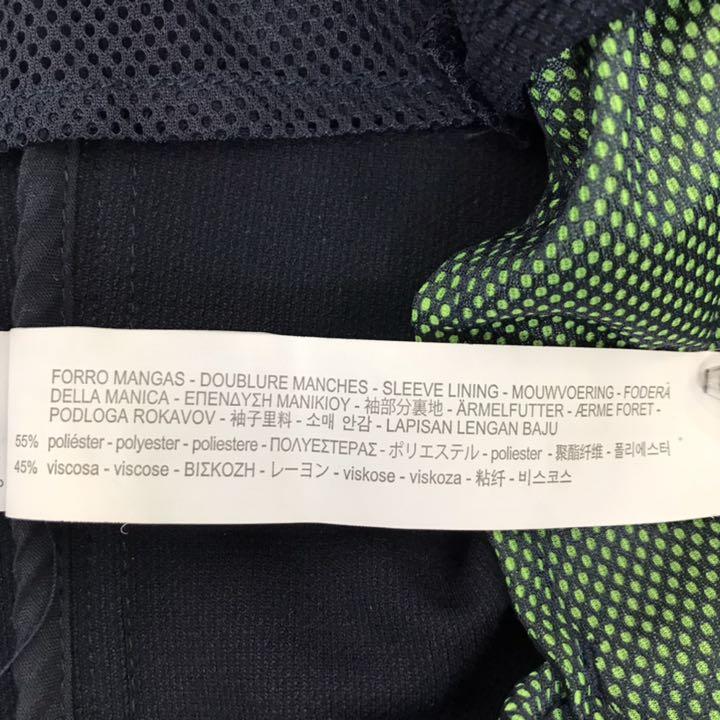 FORRO MANGAS - DOUBLURE MANCHES - SLEEVE LINING - MOUWVOERING - FODERA
DELLA MANICA - ΕΠΕΝΔΥΣΗ ΜΑΝΙΚΙΟΥ - 袖部分裏地 - ÄRMELFUTTER - ÆRME FORET -
PODLOGA ROKAVOV - 袖子里料 - 소매 안감 - LAPISAN LENGAN BAJU
55% poliéster - polyester - poliestere - ΠΟΛΥΕΣΤΕΡΑΣ - ポリエステル - poliester - 聚酯纤维 - 폴리에스터
45% viscosa - viscose - ΒΙΣΚΟΖΗ - レーヨン - viskose - viskoza - 粘纤 - 비스코스